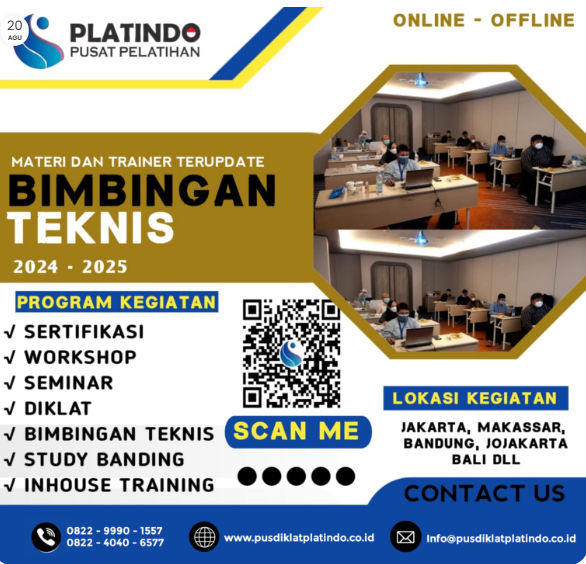 20
AGU
PLATINDO
PUSAT PELATIHAN
ONLINE - OFFLINE
MATERI DAN TRAINER TERUPDATE
BIMBINGAN
TEKNIS
2024 - 2025
PROGRAM KEGIATAN
√ SERTIFIKASI
√ WORKSHOP
√ SEMINAR
√ DIKLAT
√ BIMBINGAN TEKNIS
√ STUDY BANDING
√ INHOUSE TRAINING
SCAN ME
LOKASI KEGIATAN
JAKARTA, MAKASSAR,
BANDUNG, JOJAKARTA
BALI DLL
CONTACT US
0822 - 9990 - 1557
0822 - 4040 - 6577
www.pusdiklatplatindo.co.id
Info@pusdiklatplatindo.co.id